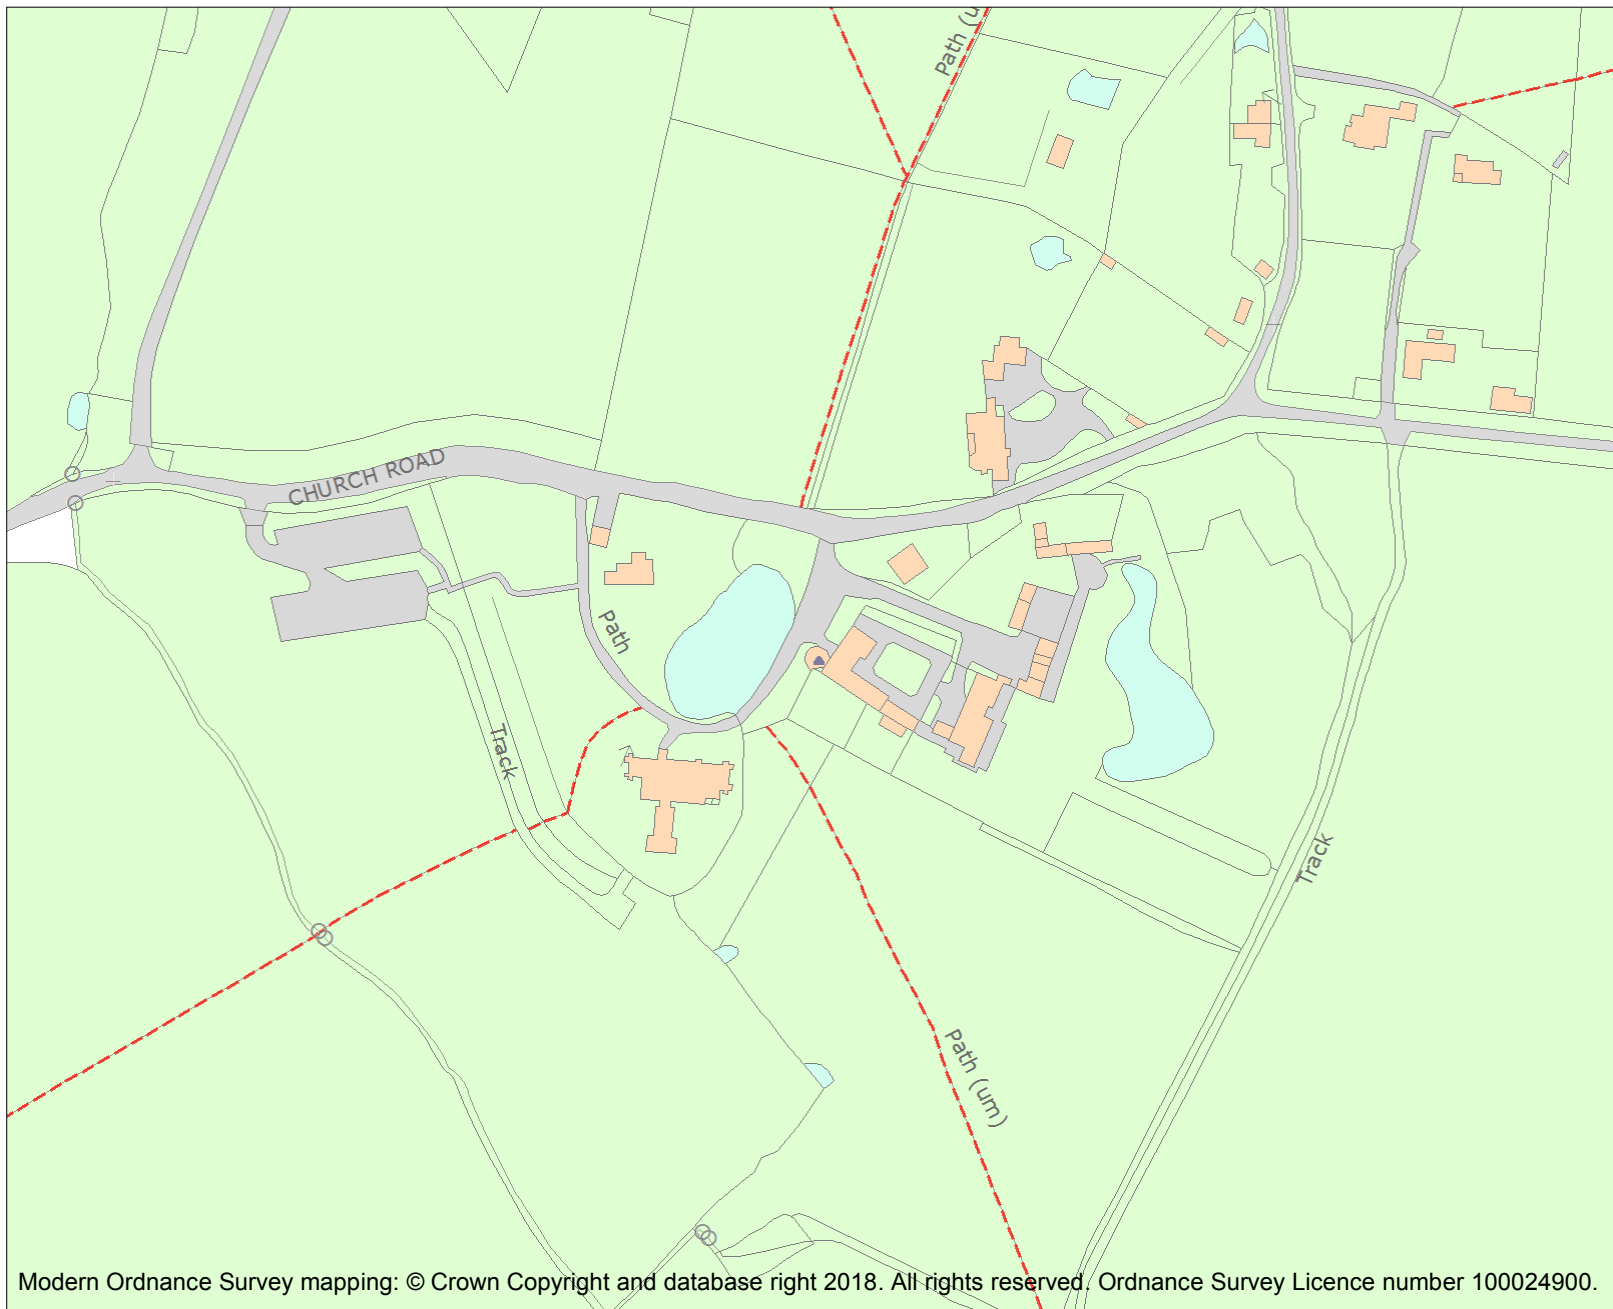 Path (u
CHURCH ROAD
Path
Track
Track
Path (um)
Modern Ordnance Survey mapping: © Crown Copyright and database right 2018. All rights reserved. Ordnance Survey Licence number 100024900.